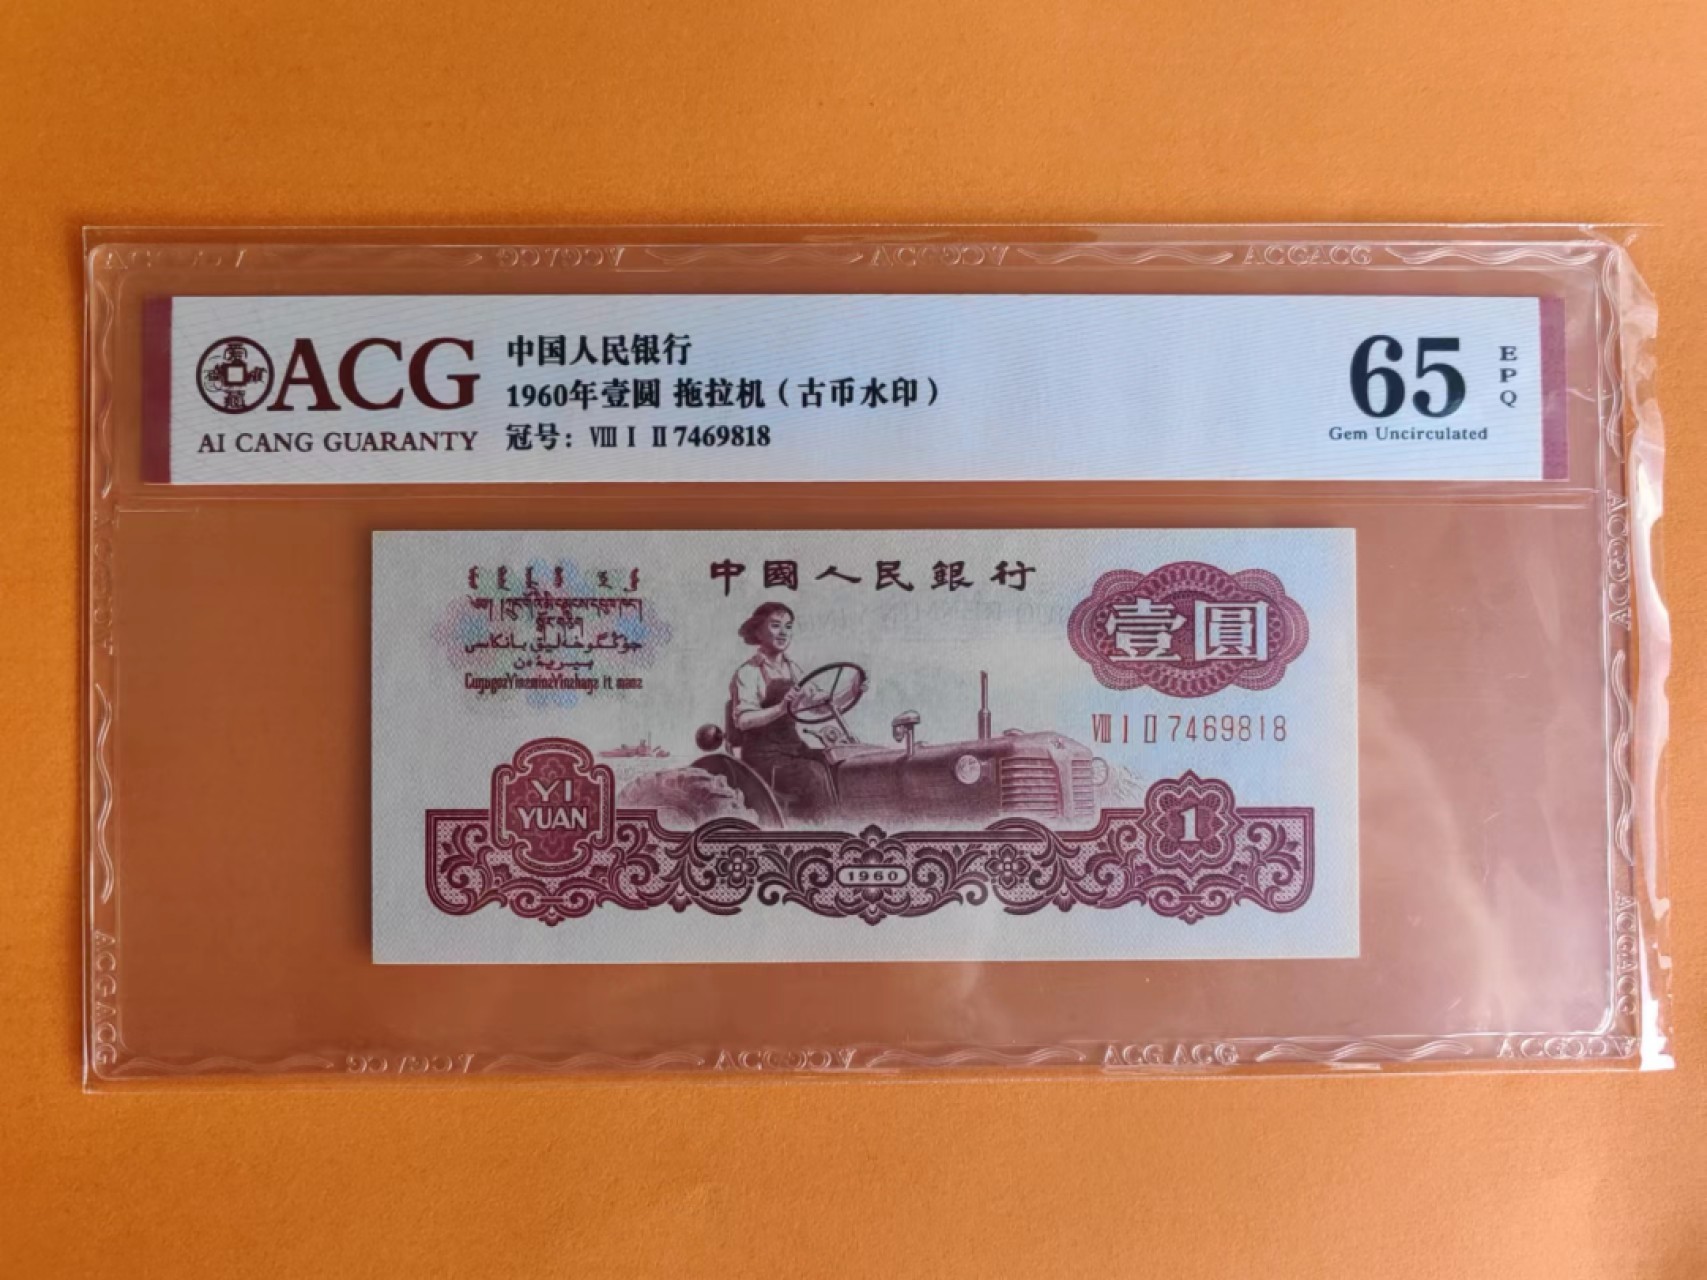 ACG
AI CANG GUARANTY
中国人民银行
1960年壹圆 拖拉机（古币水印）
冠号：Ⅷ Ⅰ Ⅱ 7469818
65
EPQ
Gem Uncirculated
中國人民銀行
壹圓
Ⅷ Ⅰ Ⅱ 7469818
YI
YUAN
1960
1
ACGACG
ACGACG